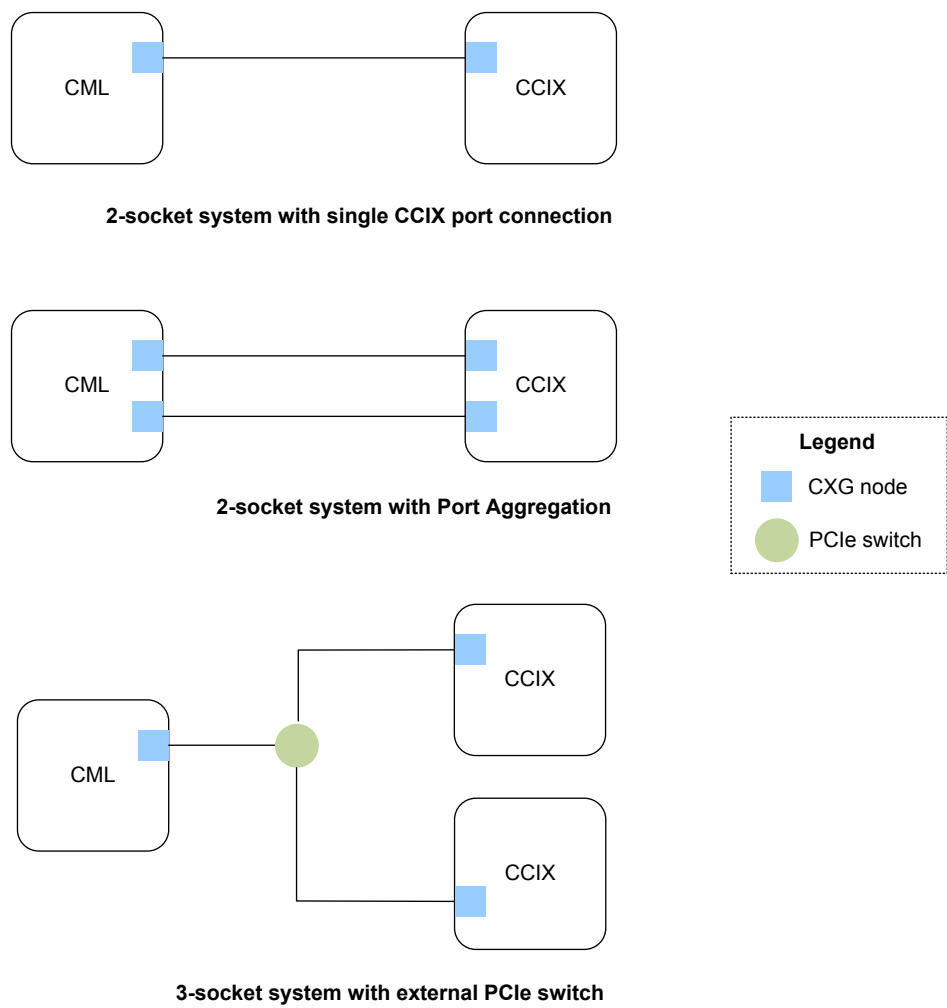 CML
CCIX
2-socket system with single CCIX port connection
CML
CCIX
2-socket system with Port Aggregation
Legend
CXG node
PCIe switch
CCIX
CML
CCIX
3-socket system with external PCIe switch